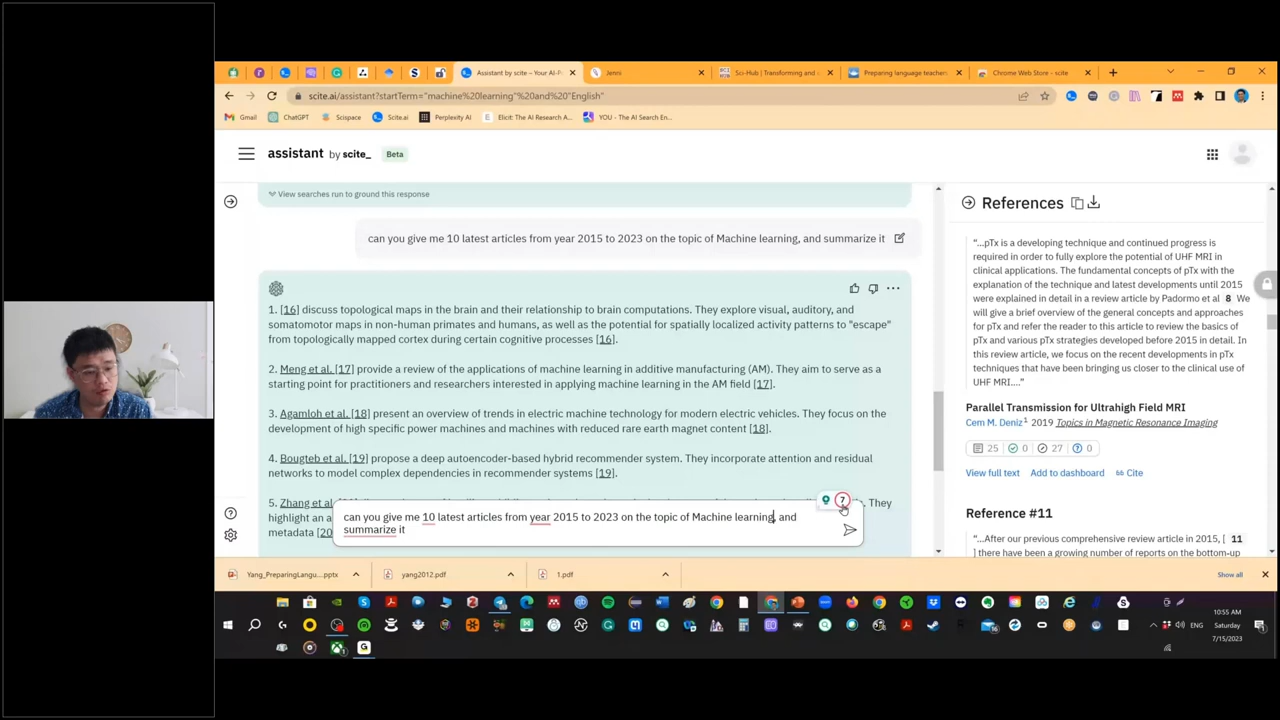 Assistant by scite – Your AI-P
Jenni
Sci-Hub | Transforming and s
Preparing language teachers
Chrome Web Store - scite
scite.ai/assistant?startTerm="machine%20learning"%20and%20"English"
Gmail
ChatGPT
Scispace
Scite.ai
Perplexity AI
Elicit: The AI Research A...
YOU - The AI Search En...
assistant by scite_ Beta
View searches run to ground this response
can you give me 10 latest articles from year 2015 to 2023 on the topic of Machine learning, and summarize it
1. [16] discuss topological maps in the brain and their relationship to brain computations. They explore visual, auditory, and
somatomotor maps in non-human primates and humans, as well as the potential for spatially localized activity patterns to "escape"
from topologically mapped cortex during certain cognitive processes [16].
2. Meng et al. [17] provide a review of the applications of machine learning in additive manufacturing (AM). They aim to serve as a
starting point for practitioners and researchers interested in applying machine learning in the AM field [17].
3. Agamloh et al. [18] present an overview of trends in electric machine technology for modern electric vehicles. They focus on the
development of high specific power machines and machines with reduced rare earth magnet content [18].
4. Bougteb et al. [19] propose a deep autoencoder-based hybrid recommender system. They incorporate attention and residual
networks to model complex dependencies in recommender systems [19].
5. Zhang et al.
They
highlight an a
metadata [20
7
can you give me 10 latest articles from year 2015 to 2023 on the topic of Machine learning, and
summarize it
References
“...pTx is a developing technique and continued progress is
required in order to fully explore the potential of UHF MRI in
clinical applications. The fundamental concepts of pTx with the
explanation of the technique and latest developments until 2015
were explained in detail in a review article by Padormo et al 8 We
will give a brief overview of the general concepts and approaches
for pTx and refer the reader to this article to review the basics of
pTx and various pTx strategies developed before 2015 in detail. In
this review article, we focus on the recent developments in pTx
techniques that have been bringing us closer to the clinical use of
UHF MRI....”
Parallel Transmission for Ultrahigh Field MRI
Cem M. Deniz1 2019 Topics in Magnetic Resonance Imaging
25 0 27 0
View full text Add to dashboard Cite
Reference #11
“...After our previous comprehensive review article in 2015, [ 11
] there have been a growing number of reports on the bottom-up
Yang_PreparingLangu....pptx
yang2012.pdf
1.pdf
Show all
ENG
10:55 AM
Saturday
7/15/2023